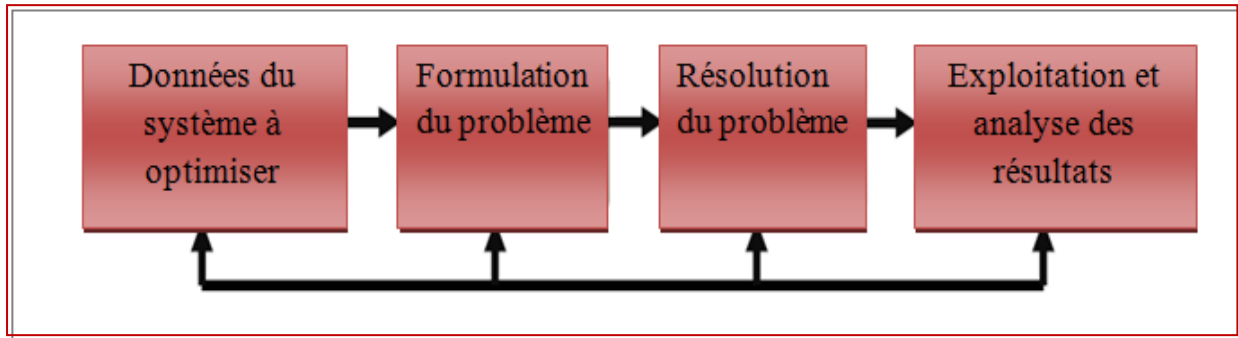 Données du
système à
optimiser
Formulation
du problème
Résolution
du problème
Exploitation et
analyse des
résultats